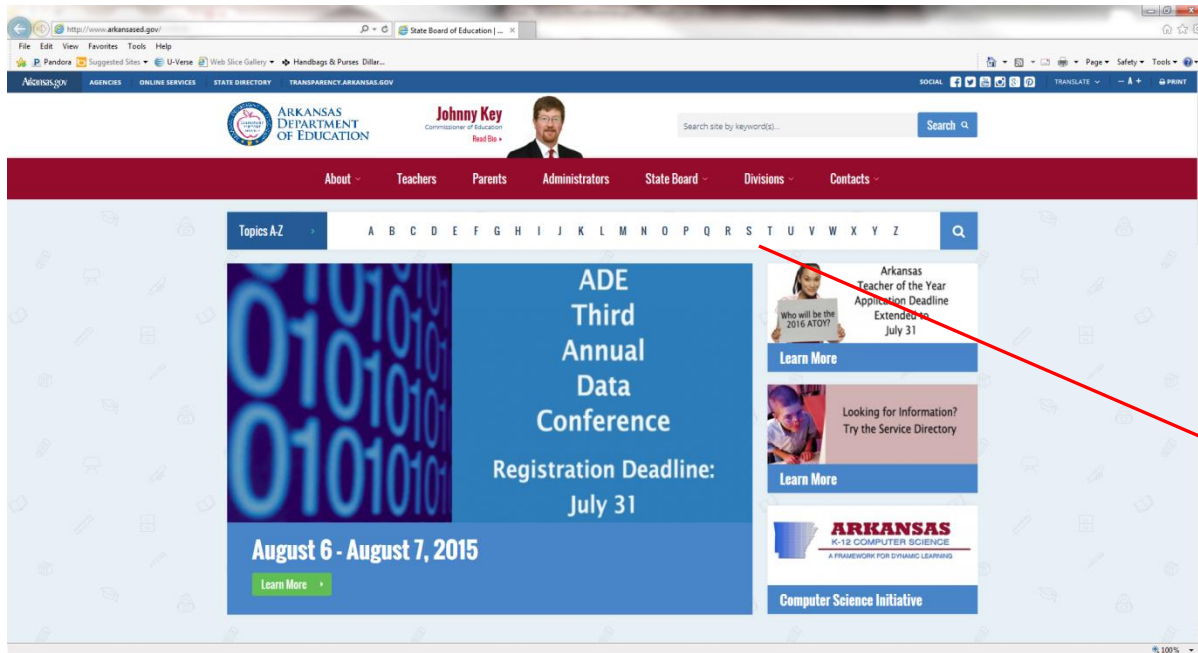 http://www.arkansased.gov/
State Board of Education | ...
File Edit View Favorites Tools Help
Pandora Suggested Sites U-Verse Web Slice Gallery Handbags & Purses Dillar...
Page Safety Tools
Arkansas.gov AGENCIES ONLINE SERVICES STATE DIRECTORY TRANSPARENCY.ARKANSAS.GOV SOCIAL TRANSLATE - A + PRINT
ARKANSAS
DEPARTMENT
OF EDUCATION
Johnny Key
Commissioner of Education
Read Bio
Search site by keyword(s)...
Search
About Teachers Parents Administrators State Board Divisions Contacts
Topics A-Z A B C D E F G H I J K L M N O P Q R S T U V W X Y Z
ADE
Third
Annual
Data
Conference
Registration Deadline:
July 31
August 6 - August 7, 2015
Learn More
Who will be the
2016 ATOY?
Arkansas
Teacher of the Year
Application Deadline
Extended to
July 31
Learn More
Looking for Information?
Try the Service Directory
Learn More
ARKANSAS
K-12 COMPUTER SCIENCE
A FRAMEWORK FOR DYNAMIC LEARNING
Computer Science Initiative
100%